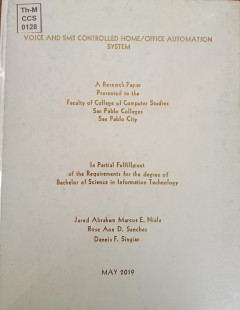 Th-M
CCS
0128
VOICE AND SMS CONTROLLED HOME/OFFICE AUTOMATION
SYSTEM
A Research Paper
Presented to the
Faculty of College of Computer Studies
San Pablo Colleges
San Pablo City
In Partial Fulfillment
of the Requirements for the degree of
Bachelor of Science in Information Technology
Jared Abraham Marcus E. Niolo
Rose Ann D. Sanchez
Dennis F. Singian
MAY 2019